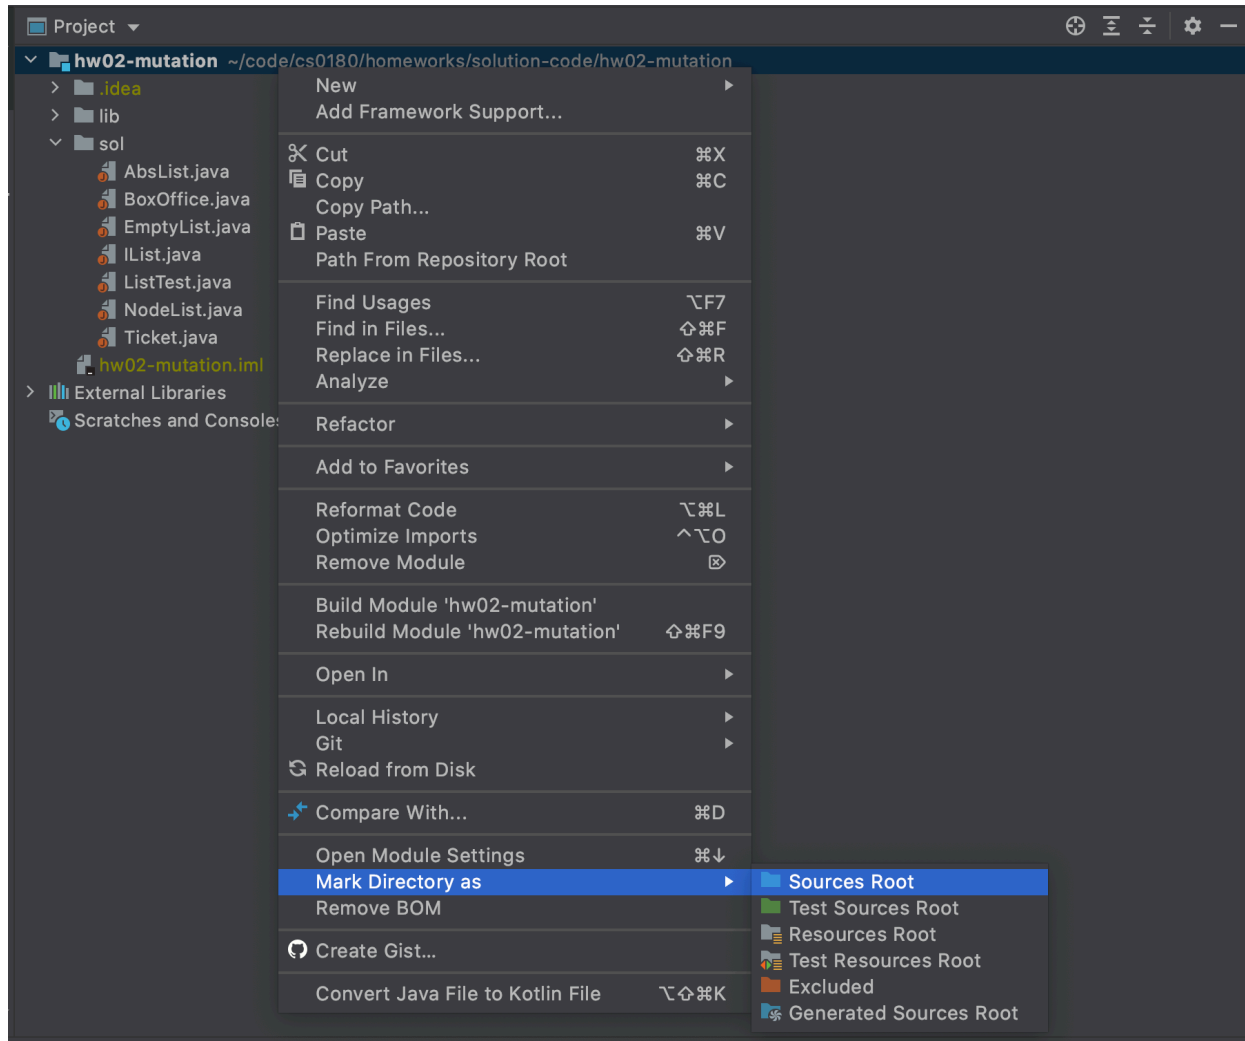 Project
hw02-mutation ~/code/cs0180/homeworks/solution-code/hw02-mutation
.idea
lib
sol
AbsList.java
BoxOffice.java
EmptyList.java
IList.java
ListTest.java
NodeList.java
Ticket.java
hw02-mutation.iml
External Libraries
Scratches and Consoles
New
Add Framework Support...
Cut ⌘X
Copy ⌘C
Copy Path...
Paste ⌘V
Path From Repository Root
Find Usages ⌥F7
Find in Files... ⇧⌘F
Replace in Files... ⇧⌘R
Analyze
Refactor
Add to Favorites
Reformat Code ⌥⌘L
Optimize Imports ^⌥O
Remove Module ⌦
Build Module 'hw02-mutation'
Rebuild Module 'hw02-mutation' ⇧⌘F9
Open In
Local History
Git
Reload from Disk
Compare With... ⌘D
Open Module Settings ⌘↓
Mark Directory as
Remove BOM
Create Gist...
Convert Java File to Kotlin File ⌥⇧⌘K
Sources Root
Test Sources Root
Resources Root
Test Resources Root
Excluded
Generated Sources Root